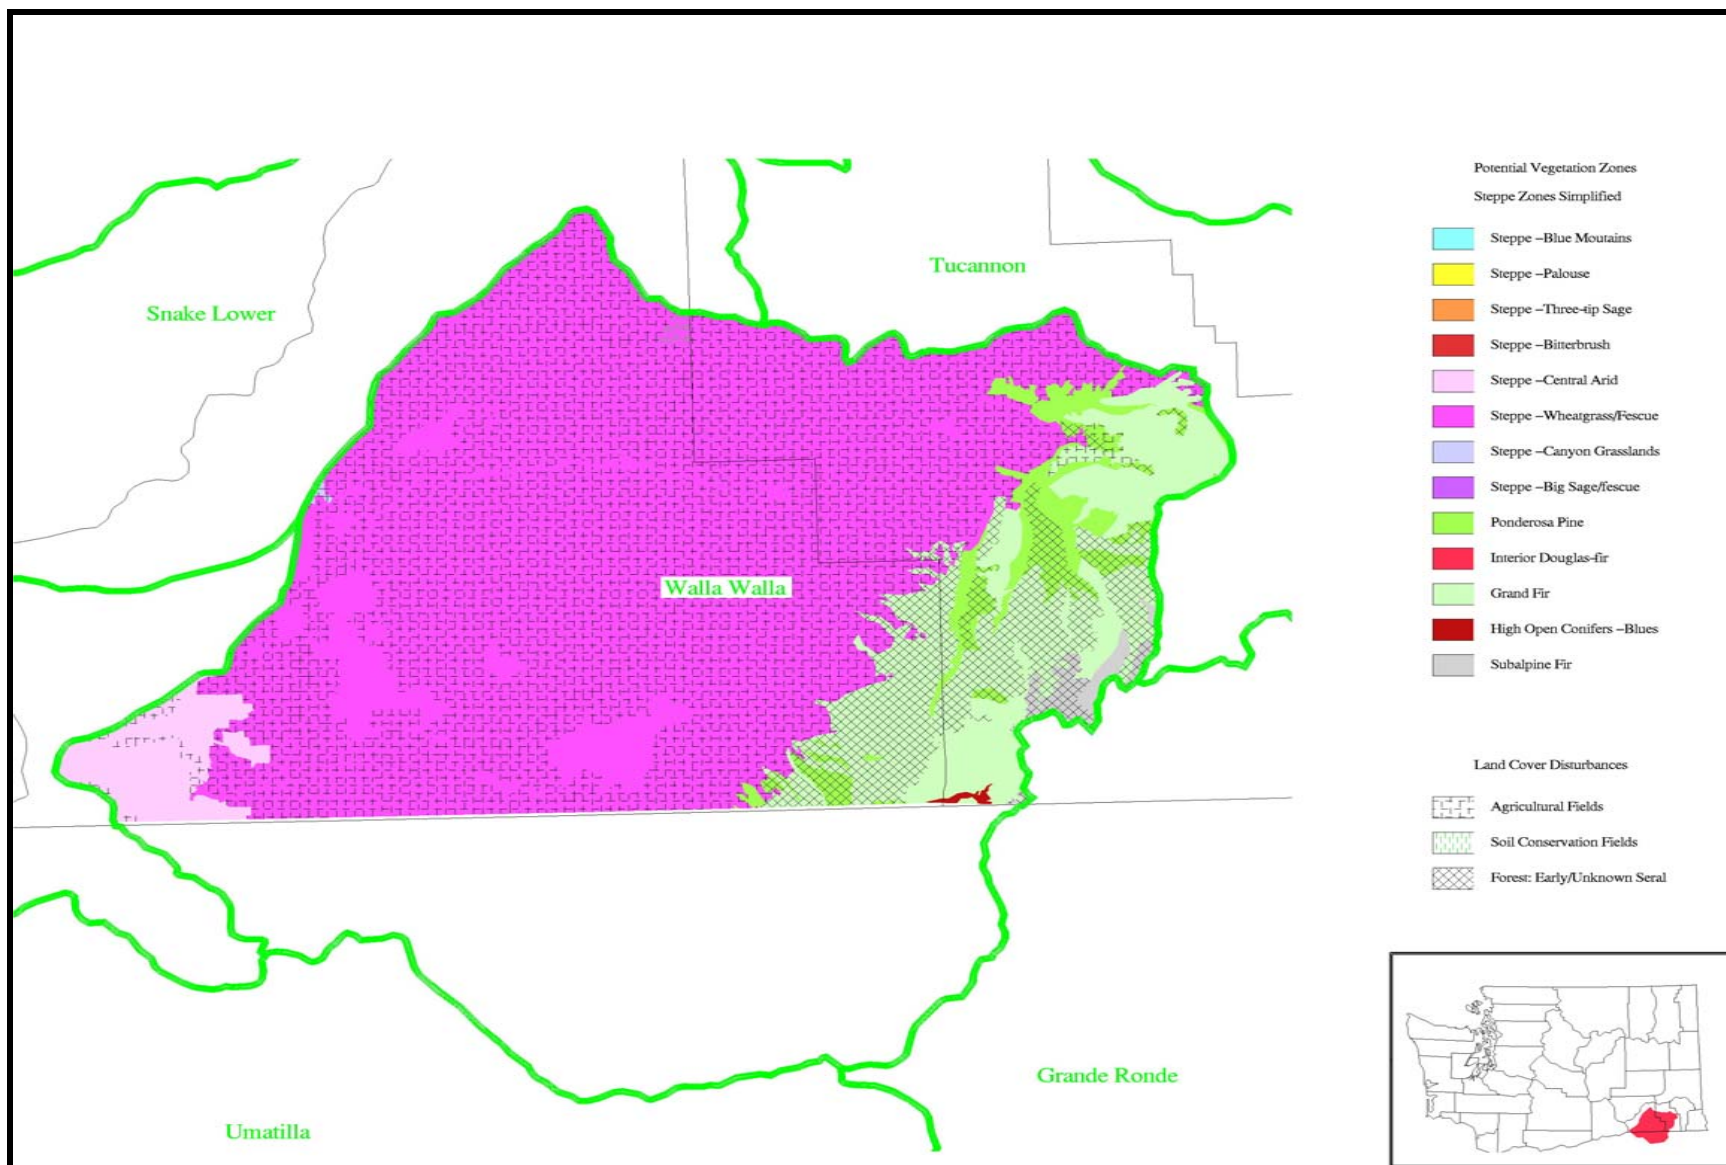 Potential Vegetation Zones
Steppe Zones Simplified
Tucannon
Snake Lower
Walla Walla
Grande Ronde
Umatilla
Steppe –Blue Moutains
Steppe –Palouse
Steppe –Three-tip Sage
Steppe –Bitterbrush
Steppe –Central Arid
Steppe –Wheatgrass/Fescue
Steppe –Canyon Grasslands
Steppe –Big Sage/fescue
Ponderosa Pine
Interior Douglas-fir
Grand Fir
High Open Conifers –Blues
Subalpine Fir
Land Cover Disturbances
Agricultural Fields
Soil Conservation Fields
Forest: Early/Unknown Seral